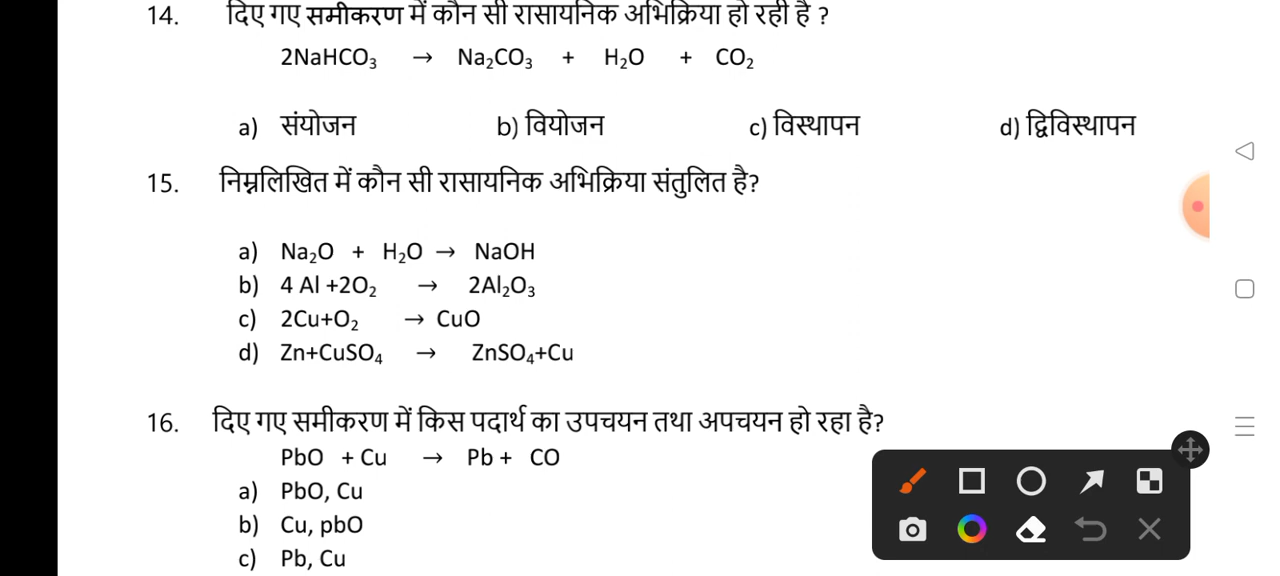 14. दिए गए समीकरण में कौन सी रासायनिक अभिक्रिया हो रही है ?
2NaHCO₃ → Na₂CO₃ + H₂O + CO₂
a) संयोजन b) वियोजन c) विस्थापन d) द्विविस्थापन
15. निम्नलिखित में कौन सी रासायनिक अभिक्रिया संतुलित है?
a) Na₂O + H₂O → NaOH
b) 4 Al +2O₂ → 2Al₂O₃
c) 2Cu+O₂ → CuO
d) Zn+CuSO₄ → ZnSO₄+Cu
16. दिए गए समीकरण में किस पदार्थ का उपचयन तथा अपचयन हो रहा है?
PbO + Cu → Pb + CO
a) PbO, Cu
b) Cu, pbO
c) Pb, Cu